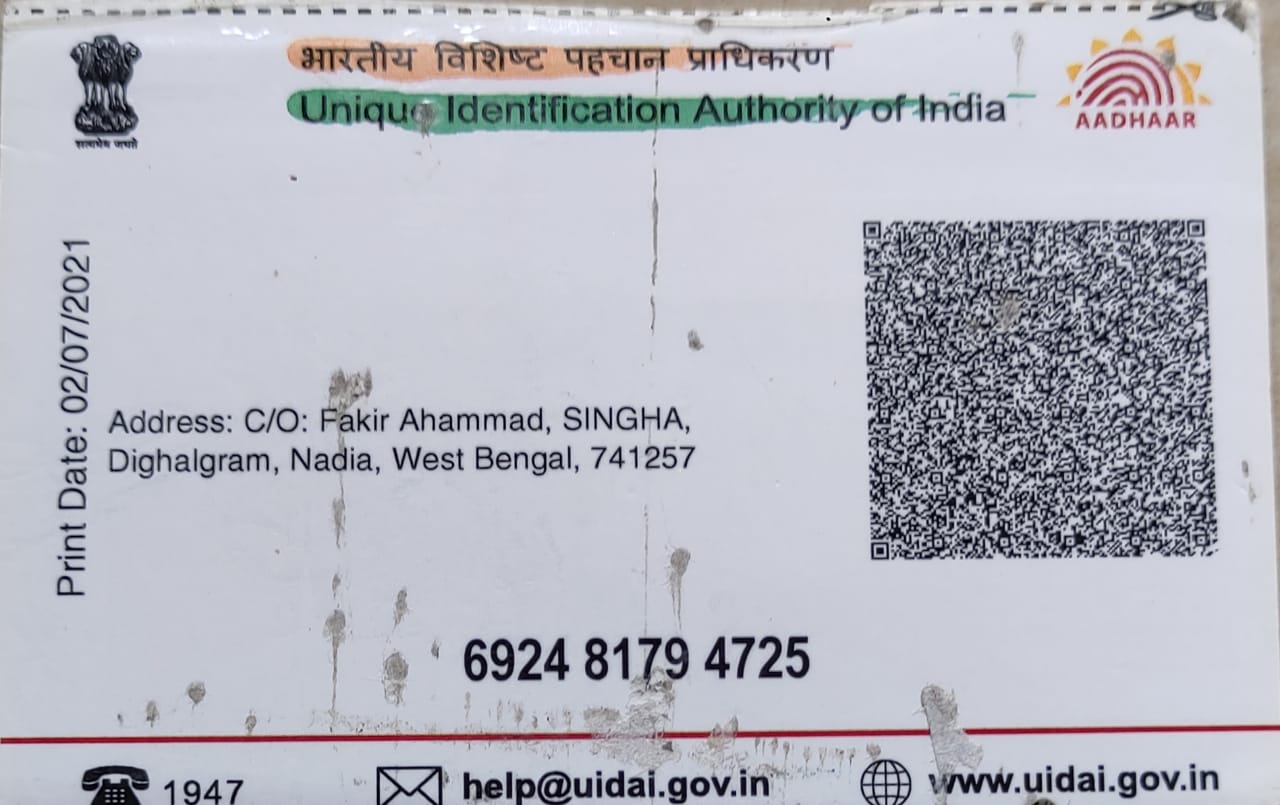 भारतीय विशिष्ट पहचान प्राधिकरण
Unique Identification Authority of India
सत्यमेव जयते
AADHAAR
Print Date: 02/07/2021
Address: C/O: Fakir Ahammad, SINGHA,
Dighalgram, Nadia, West Bengal, 741257
6924 8179 4725
1947
help@uidai.gov.in
www.uidai.gov.in